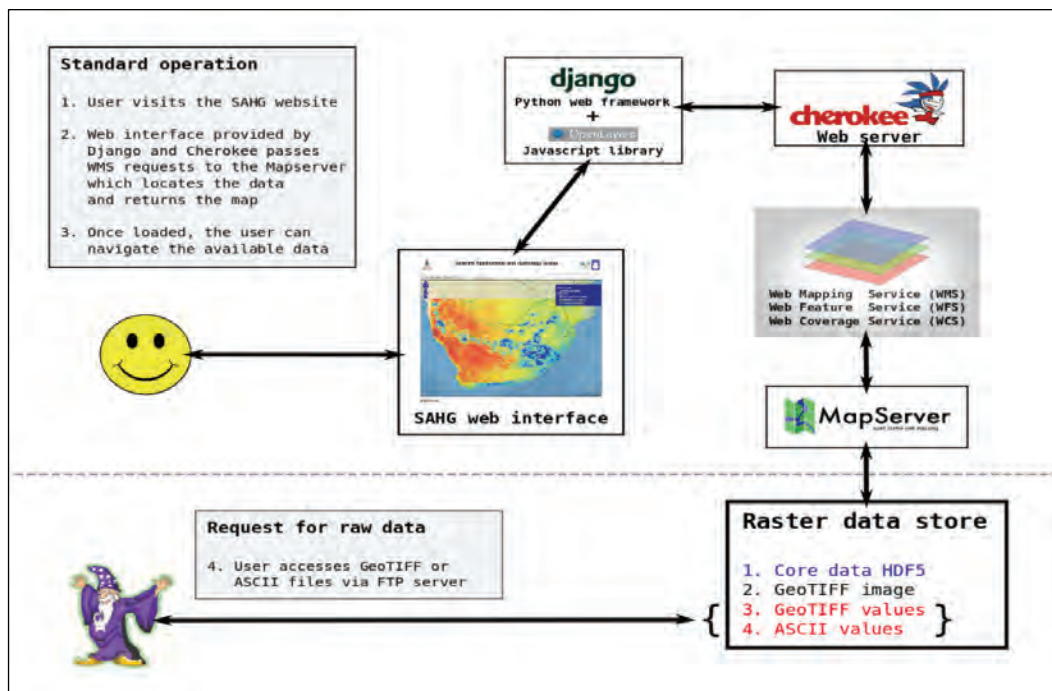 Standard operation
1. User visits the SAHG website
2. Web interface provided by
Django and Cherokee passes
WMS requests to the Mapserver
which locates the data
and returns the map
3. Once loaded, the user can
navigate the available data
django
Python web framework
+
OpenLayers
Javascript library
cherokee
Web server
Web Mapping Service (WMS)
Web Feature Service (WFS)
Web Coverage Service (WCS)
SAHG web interface
MapServer
open source web mapping
Request for raw data
4. User accesses GeoTIFF or
ASCII files via FTP server
Raster data store
1. Core data HDF5
2. GeoTIFF image
{ 3. GeoTIFF values }
4. ASCII values